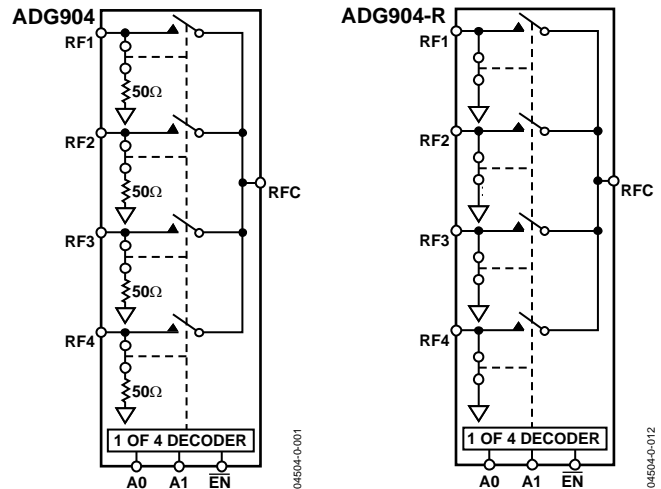 ADG904
RF1
50Ω
RF2
50Ω
RF3
50Ω
RF4
50Ω
RFC
1 OF 4 DECODER
A0 A1 EN
04504-0-001
ADG904-R
RF1
RF2
RF3
RF4
RFC
1 OF 4 DECODER
A0 A1 EN
04504-0-012